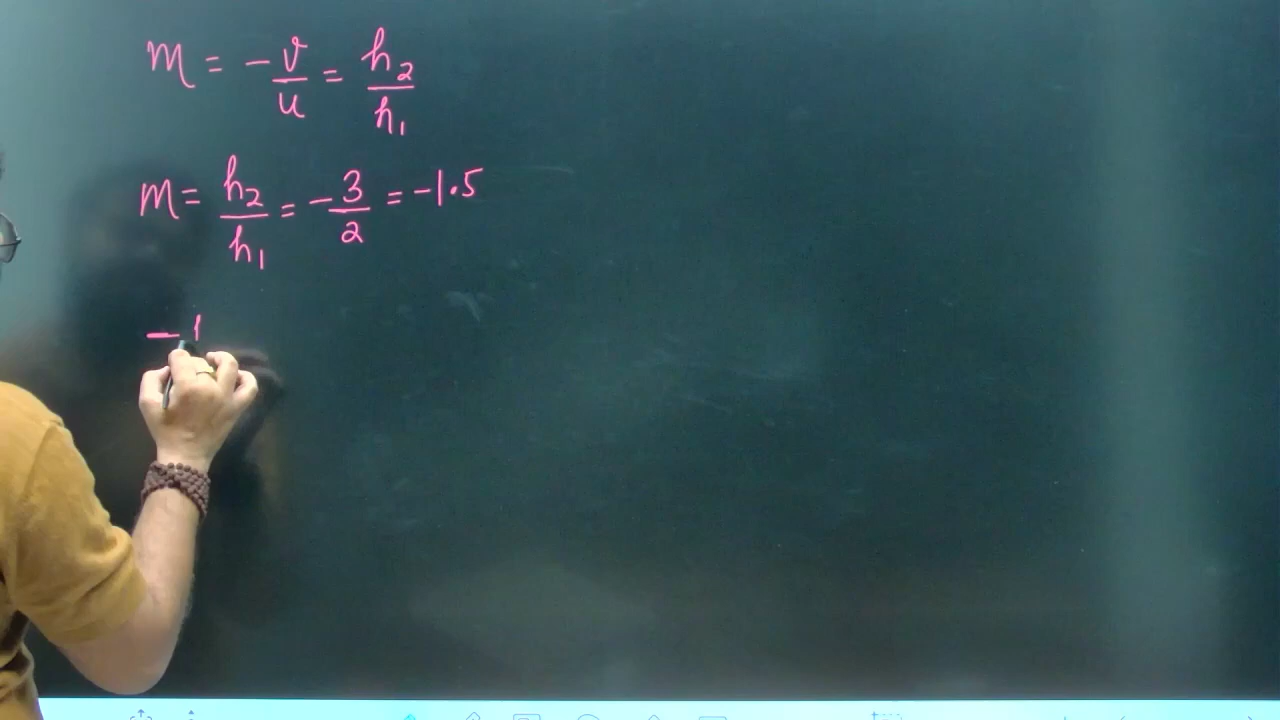 m = -v/u = h₂/h₁
m = h₂/h₁ = -3/2 = -1.5
-1